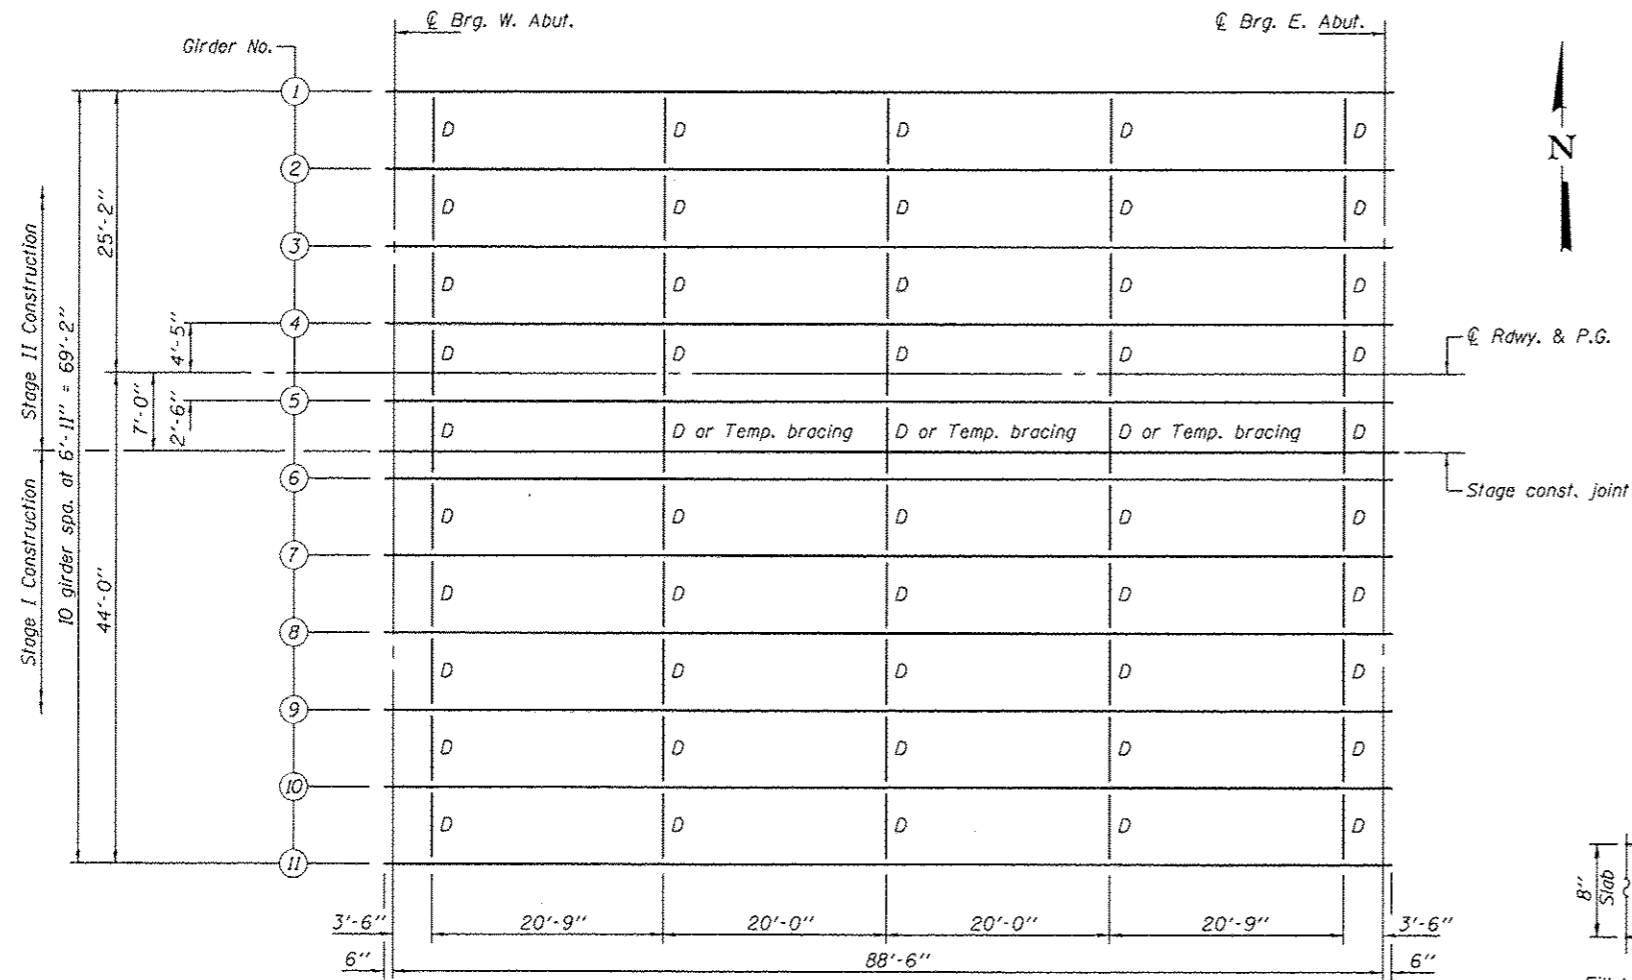 ℄ Brg. W. Abut.
℄ Brg. E. Abut.
Girder No.
1
D D D D D
N
2
D D D D D
3
D D D D D
4
D D D D D
℄ Rdwy. & P.G.
5
D D or Temp. bracing D or Temp. bracing D or Temp. bracing D
6
Stage const. joint
D D D D D
7
D D D D D
8
D D D D D
9
D D D D D
10
D D D D D
11
Stage II Construction
Stage I Construction
10 girder spa. at 6'-11" = 69'-2"
25'-2"
44'-0"
4'-5"
7'-0"
2'-6"
3'-6" 20'-9" 20'-0" 20'-0" 20'-9" 3'-6"
6" 88'-6" 6"
8"
Slab